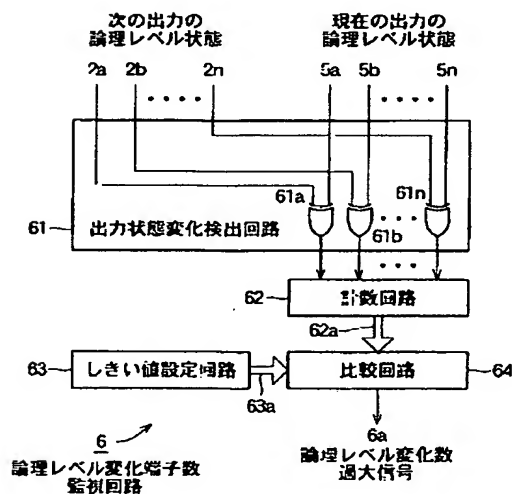 次の出力の
論理レベル状態
現在の出力の
論理レベル状態
2a 2b 2n 5a 5b 5n
61a 61n
61b
61 出力状態変化検出回路
62 計数回路
62a
63 しきい値設定回路
63a
比較回路 64
6
論理レベル変化端子数
監視回路
6a
論理レベル変化数
過大信号